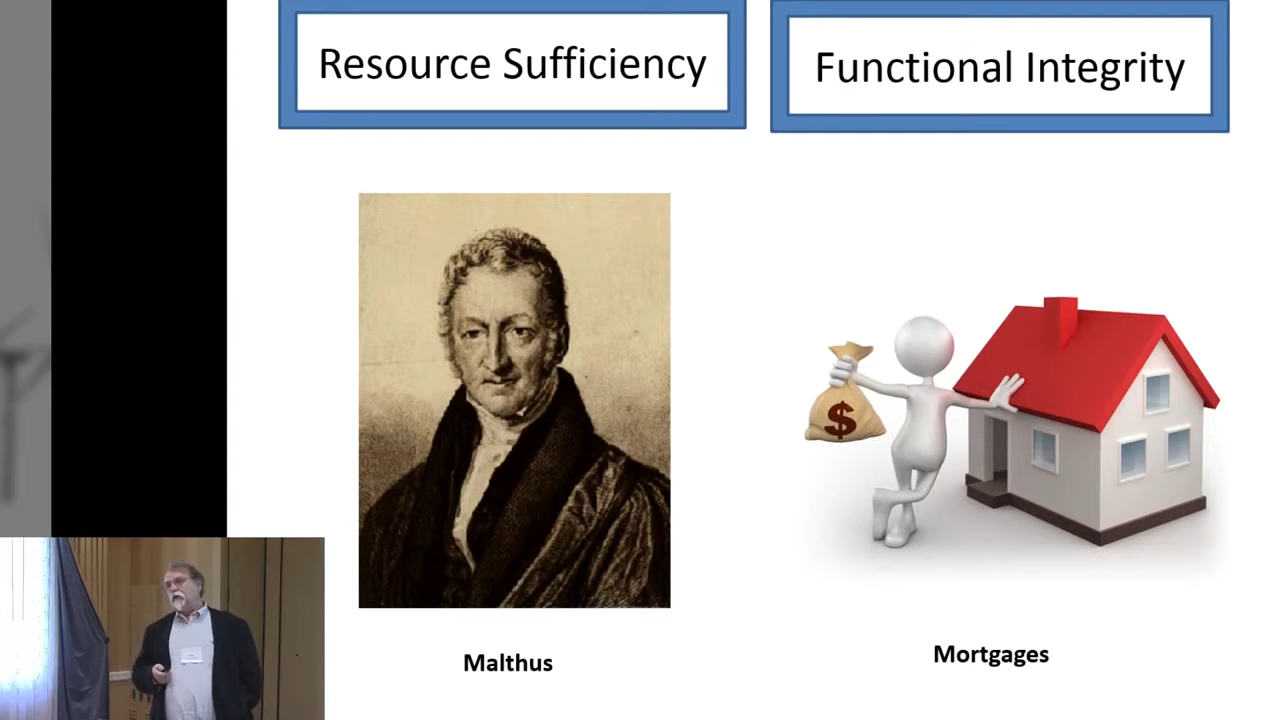 Resource Sufficiency
Functional Integrity
$
Malthus
Mortgages